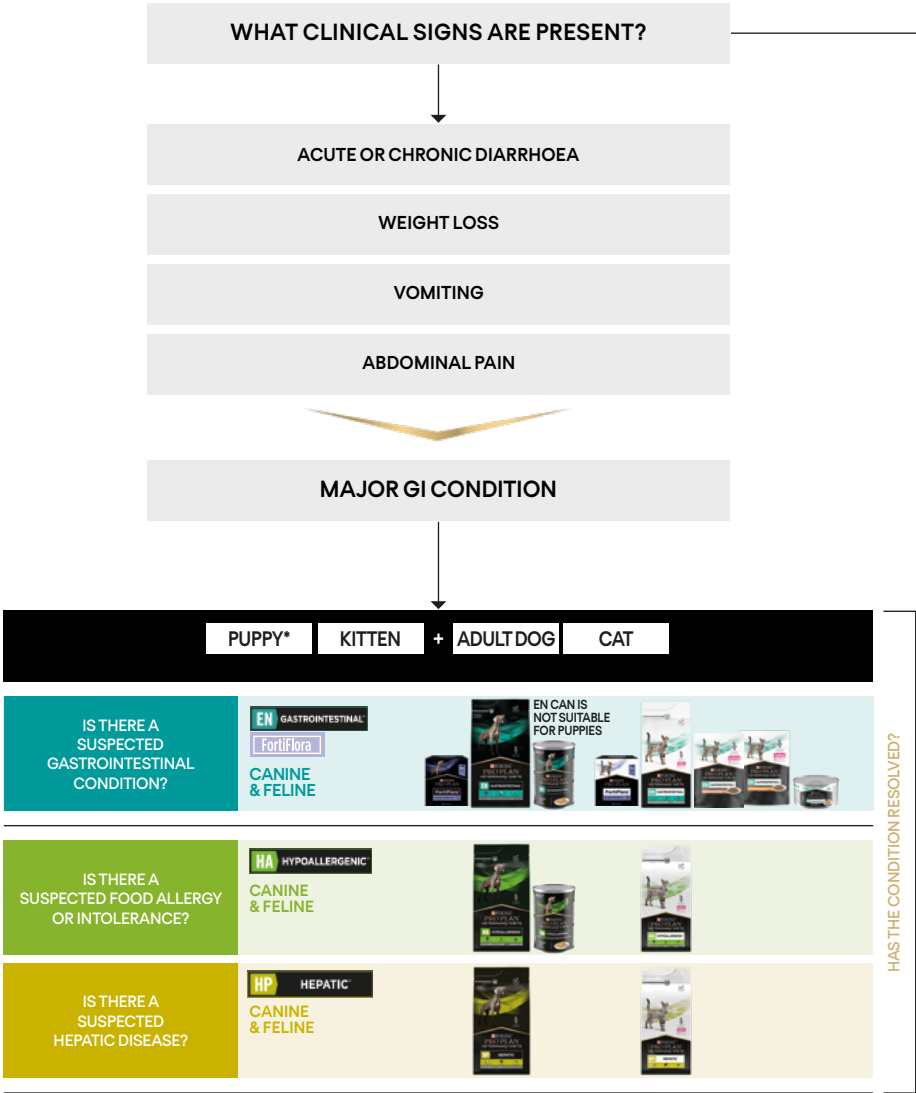 WHAT CLINICAL SIGNS ARE PRESENT?
ACUTE OR CHRONIC DIARRHOEA
WEIGHT LOSS
VOMITING
ABDOMINAL PAIN
MAJOR GI CONDITION
PUPPY* KITTEN + ADULT DOG CAT
IS THERE A
SUSPECTED
GASTROINTESTINAL
CONDITION?
EN GASTROINTESTINAL™
FortiFlora
CANINE
& FELINE
EN CAN IS
NOT SUITABLE
FOR PUPPIES
IS THERE A
SUSPECTED FOOD ALLERGY
OR INTOLERANCE?
HA HYPOALLERGENIC™
CANINE
& FELINE
IS THERE A
SUSPECTED
HEPATIC DISEASE?
HP HEPATIC™
CANINE
& FELINE
HAS THE CONDITION RESOLVED?